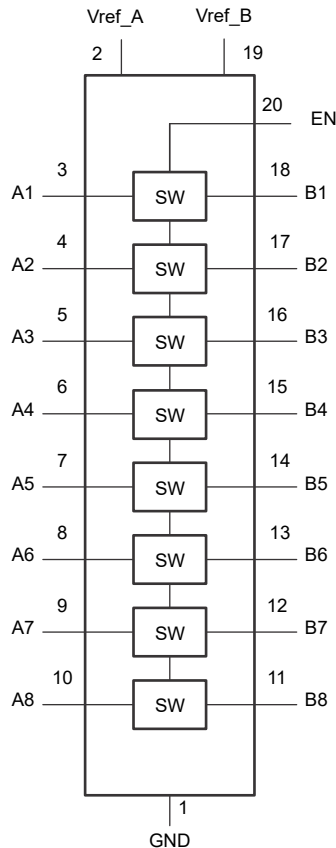 Vref_A Vref_B
2 19
20 EN
3 18
A1 SW B1
4 17
A2 SW B2
5 16
A3 SW B3
6 15
A4 SW B4
7 14
A5 SW B5
8 13
A6 SW B6
9 12
A7 SW B7
10 11
A8 SW B8
1
GND